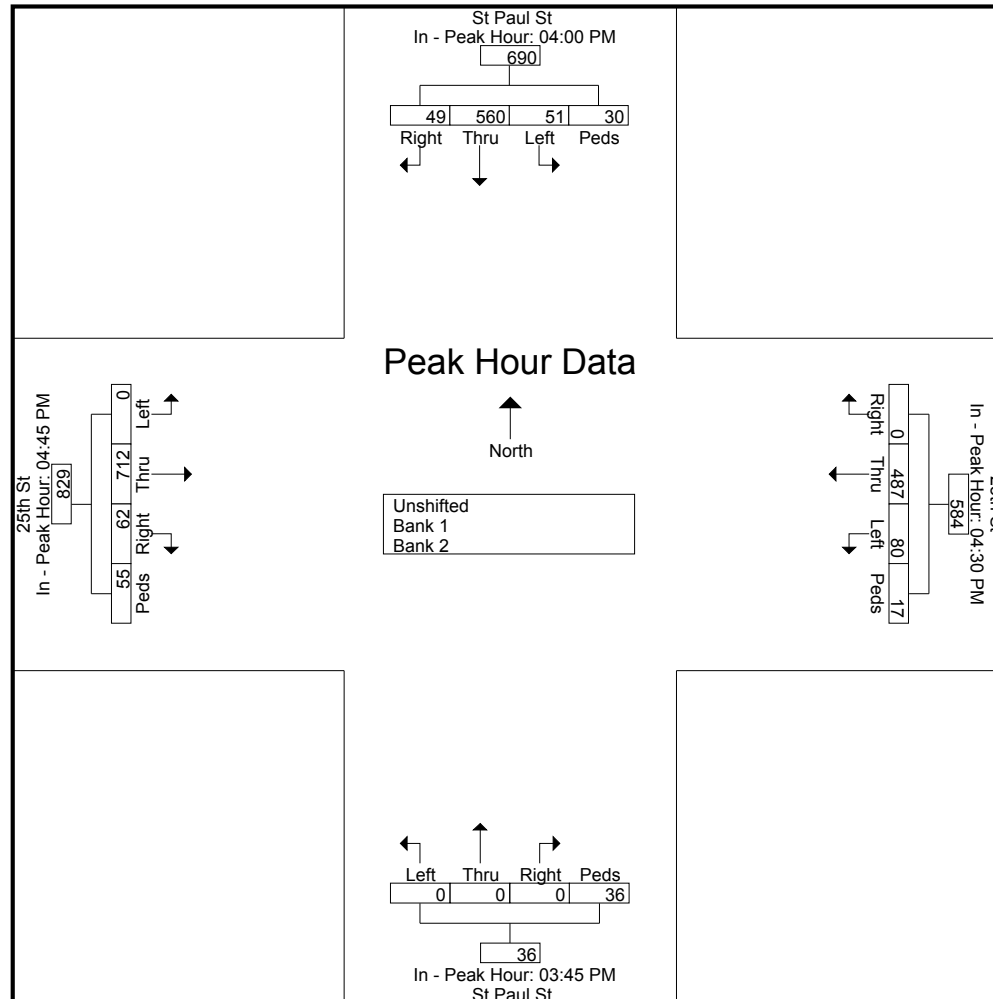 St Paul St
In - Peak Hour: 04:00 PM
690
49 560 51 30
Right Thru Left Peds
Peak Hour Data
North
Unshifted
Bank 1
Bank 2
25th St
In - Peak Hour: 04:45 PM
829
0 712 62 55
Left Thru Right Peds
In - Peak Hour: 04:30 PM
584
0 487 80 17
Right Thru Left Peds
Left Thru Right Peds
0 0 0 36
36
In - Peak Hour: 03:45 PM
St Paul St